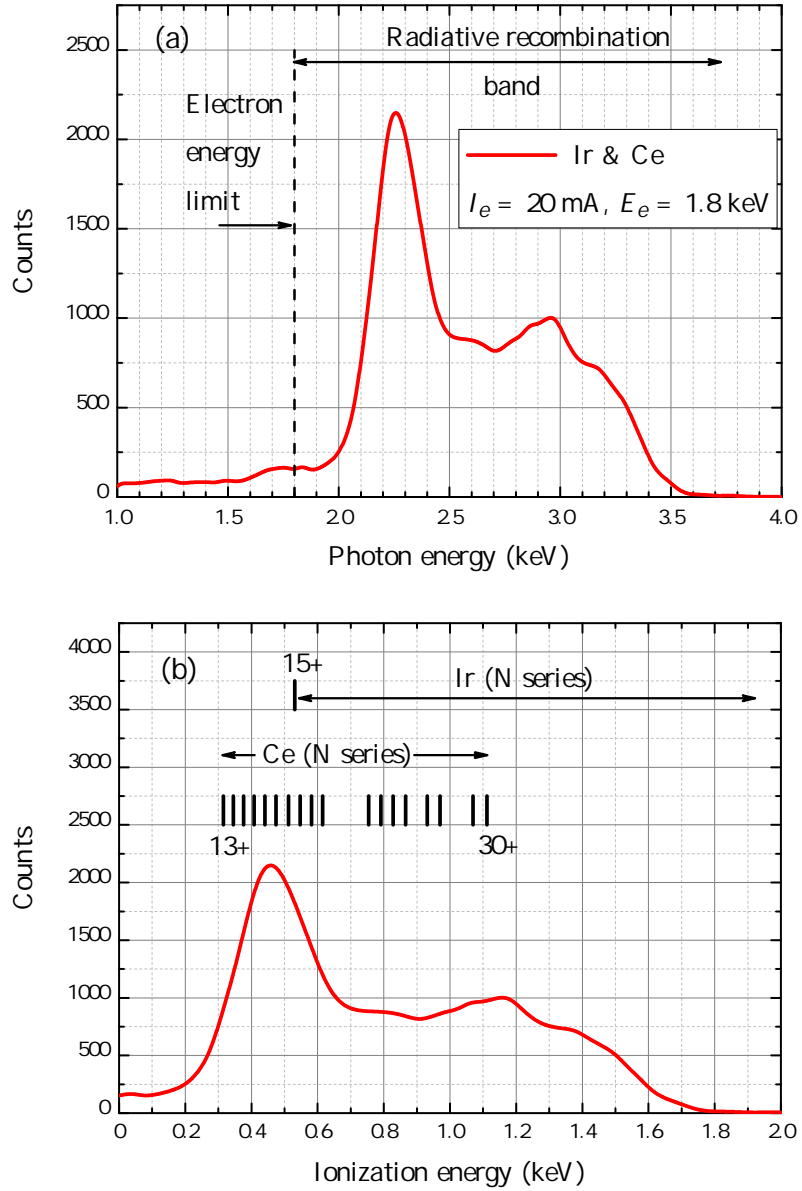 (a)
Radiative recombination
band
Electron
energy
limit
Ir & Ce
I_e = 20 mA, E_e = 1.8 keV
Counts
2500
2000
1500
1000
500
0
1.0 1.5 2.0 2.5 3.0 3.5 4.0
Photon energy (keV)
(b)
15+
Ir (N series)
Ce (N series)
13+
30+
Counts
4000
3500
3000
2500
2000
1500
1000
500
0
0 0.2 0.4 0.6 0.8 1.0 1.2 1.4 1.6 1.8 2.0
Ionization energy (keV)